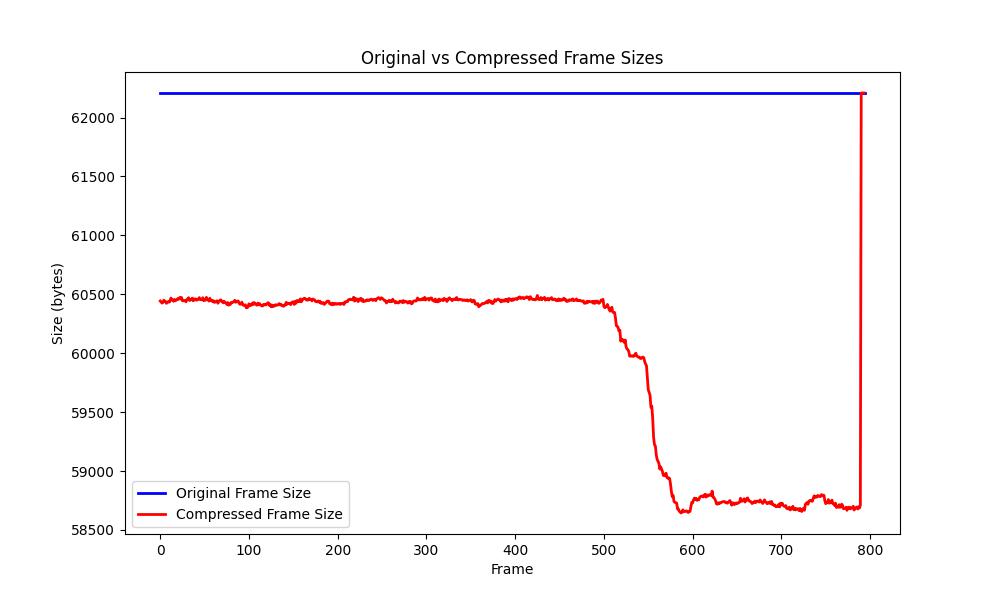 Original vs Compressed Frame Sizes
Size (bytes)
62000
61500
61000
60500
60000
59500
59000
58500
Original Frame Size
Compressed Frame Size
0 100 200 300 400 500 600 700 800
Frame